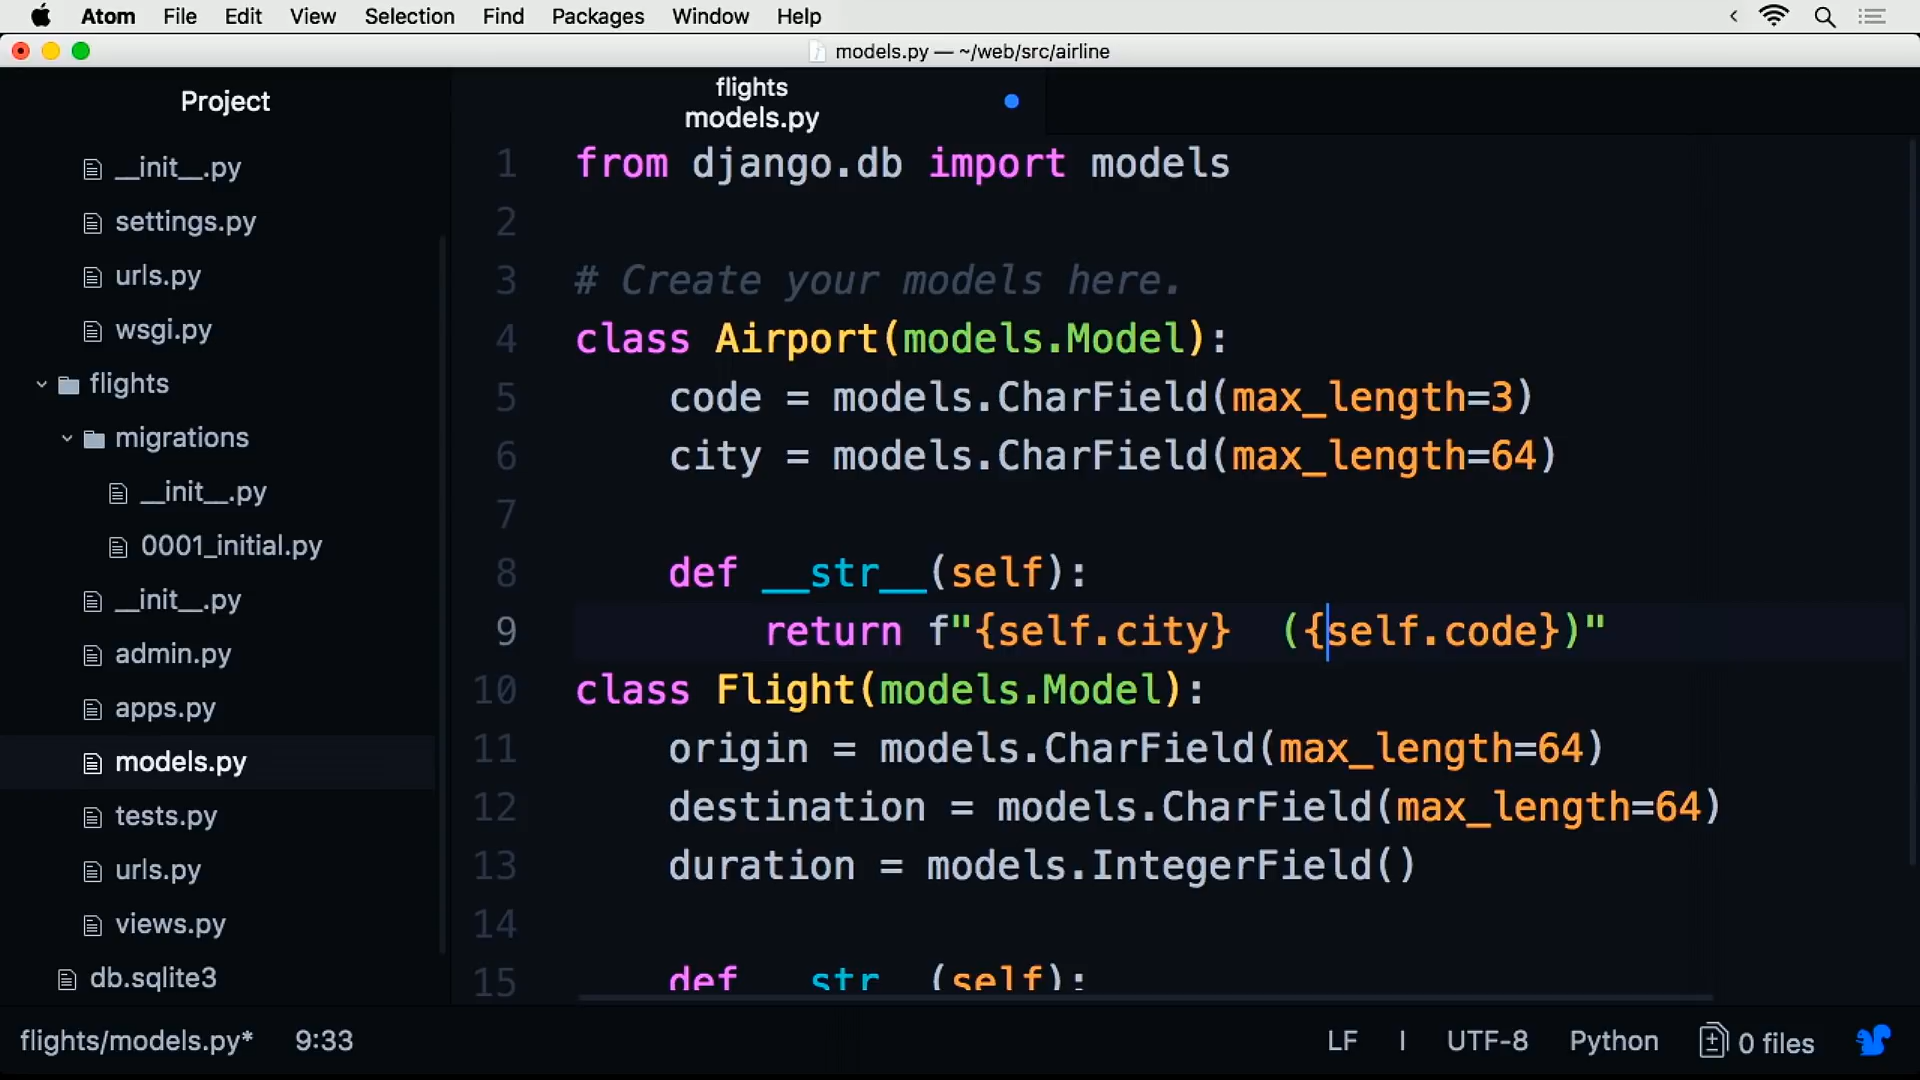 Atom File Edit View Selection Find Packages Window Help
models.py — ~/web/src/airline
Project
__init__.py
settings.py
urls.py
wsgi.py
flights
migrations
__init__.py
0001_initial.py
__init__.py
admin.py
apps.py
models.py
tests.py
urls.py
views.py
db.sqlite3
flights
models.py
1 from django.db import models
2
3 # Create your models here.
4 class Airport(models.Model):
5     code = models.CharField(max_length=3)
6     city = models.CharField(max_length=64)
7
8     def __str__(self):
9         return f"{self.city}  ({self.code})"
10 class Flight(models.Model):
11     origin = models.CharField(max_length=64)
12     destination = models.CharField(max_length=64)
13     duration = models.IntegerField()
14
15     def __str__(self):
flights/models.py* 9:33 LF I UTF-8 Python 0 files